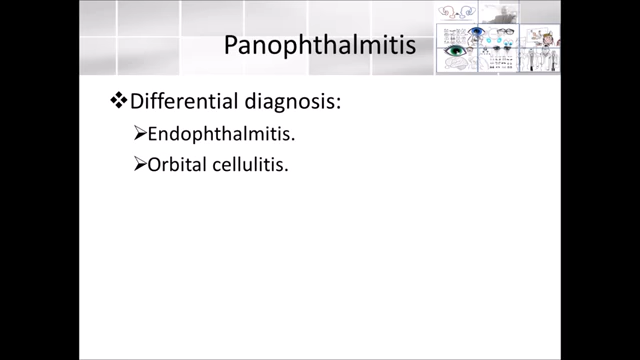 Panophthalmitis
❖Differential diagnosis:
➢Endophthalmitis.
➢Orbital cellulitis.